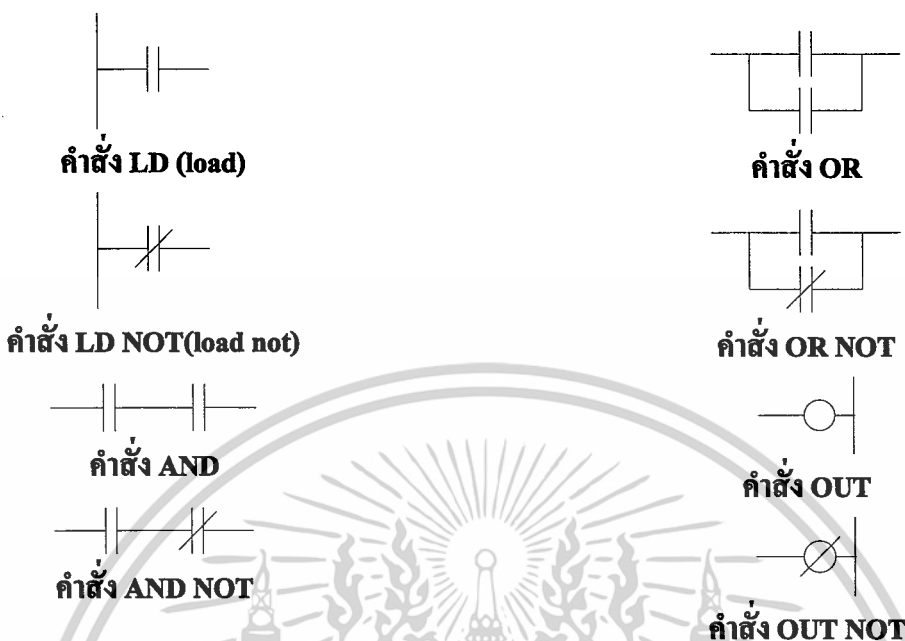 คำสั่ง LD (load)
คำสั่ง LD NOT(load not)
คำสั่ง AND
คำสั่ง AND NOT
คำสั่ง OR
คำสั่ง OR NOT
คำสั่ง OUT
คำสั่ง OUT NOT